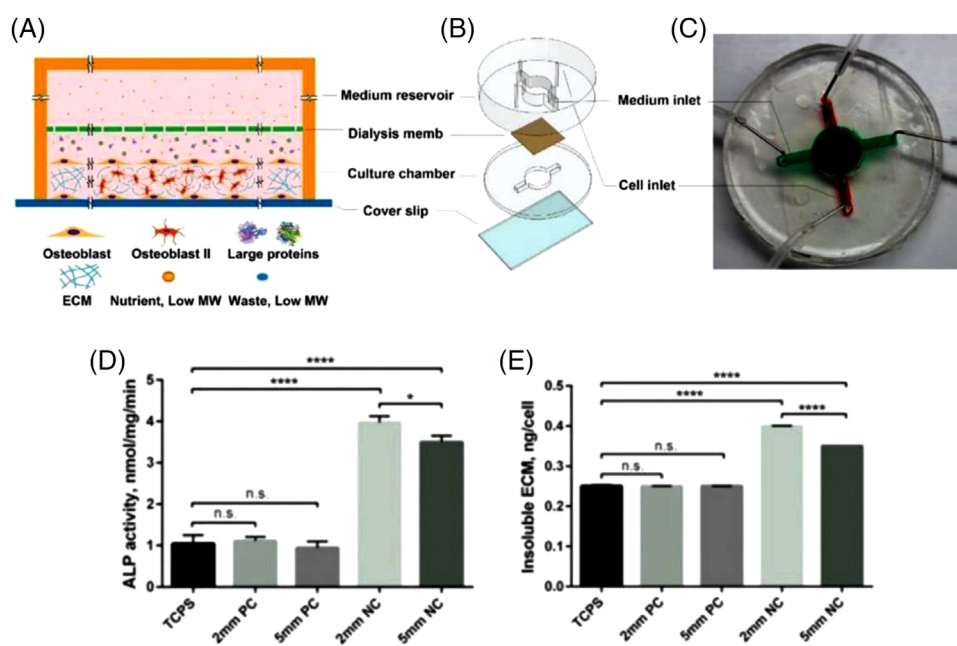 (A)
(B)
(C)
Medium reservoir
Dialysis memb
Culture chamber
Cover slip
Medium inlet
Cell inlet
Osteoblast Osteoblast II Large proteins
ECM Nutrient, Low MW Waste, Low MW
(D)
ALP activity, nmol/mg/min
5
4
3
2
1
0
****
****
*
n.s.
n.s.
TCPS
2mm PC
5mm PC
2mm NC
5mm NC
(E)
Insoluble ECM, ng/cell
0.5
0.4
0.3
0.2
0.1
0.0
****
****
****
n.s.
n.s.
TCPS
2mm PC
5mm PC
2mm NC
5mm NC